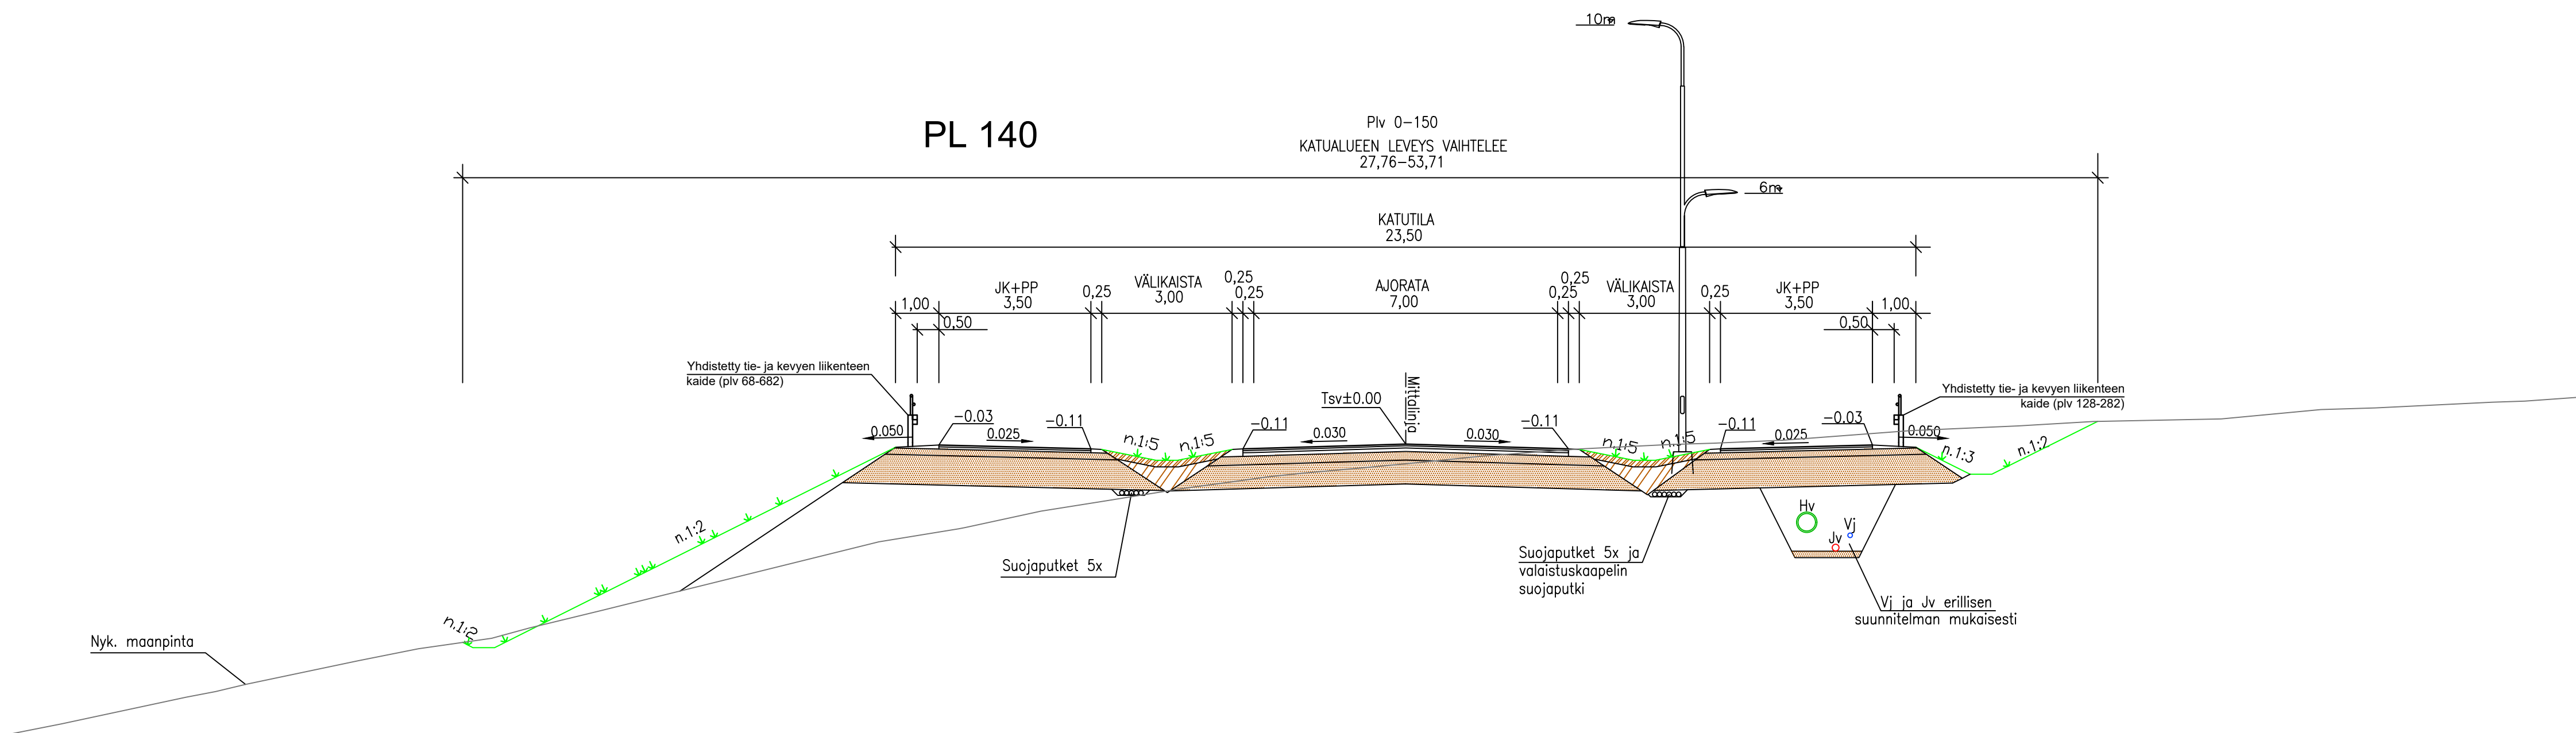 10m
PL 140
Plv 0-150
KATUALUEEN LEVEYS VAIHTELEE
27,76-53,71
6m
KATUTILA
23,50
1,00
JK+PP
3,50
0,25
VÄLIKAISTA
3,00
0,25
0,25
AJORATA
7,00
0,25
0,25
VÄLIKAISTA
3,00
0,25
JK+PP
3,50
1,00
0,50
0,50
Yhdistetty tie- ja kevyen liikenteen
kaide (plv 68-682)
Tsv±0.00
Mittalinja
Yhdistetty tie- ja kevyen liikenteen
kaide (plv 128-282)
0.050
-0.03
0.025
-0.11
n.1:5
n.1:5
-0.11
0.030
0.030
-0.11
n.1:5
n.1:5
-0.11
0.025
-0.03
0.050
n.1:3
n.1:2
n.1:2
n.1:2
Hv
Vj
Jv
Suojaputket 5x
Suojaputket 5x ja
valaistuskaapelin
suojaputki
Vj ja Jv erillisen
suunnitelman mukaisesti
Nyk. maanpinta